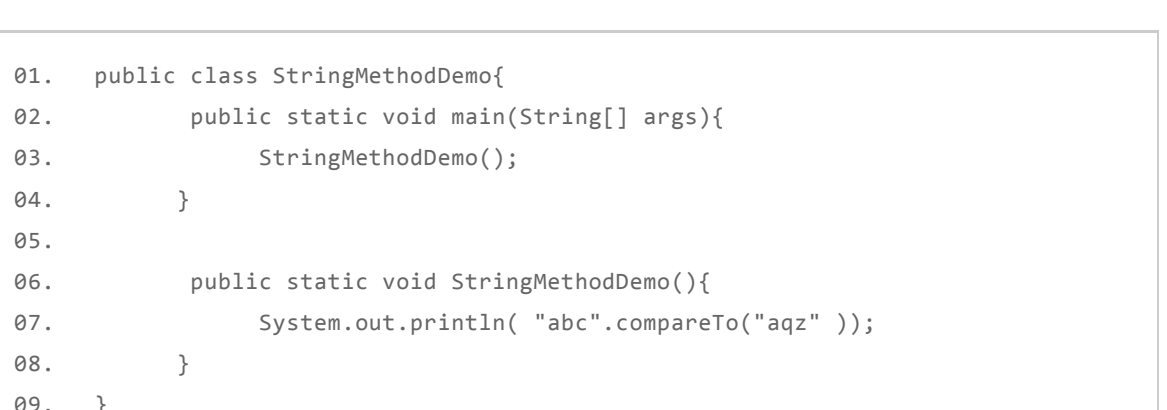 01. public class StringMethodDemo{
02. public static void main(String[] args){
03. StringMethodDemo();
04. }
05.
06. public static void StringMethodDemo(){
07. System.out.println( "abc".compareTo("aqz" ));
08. }
09. }